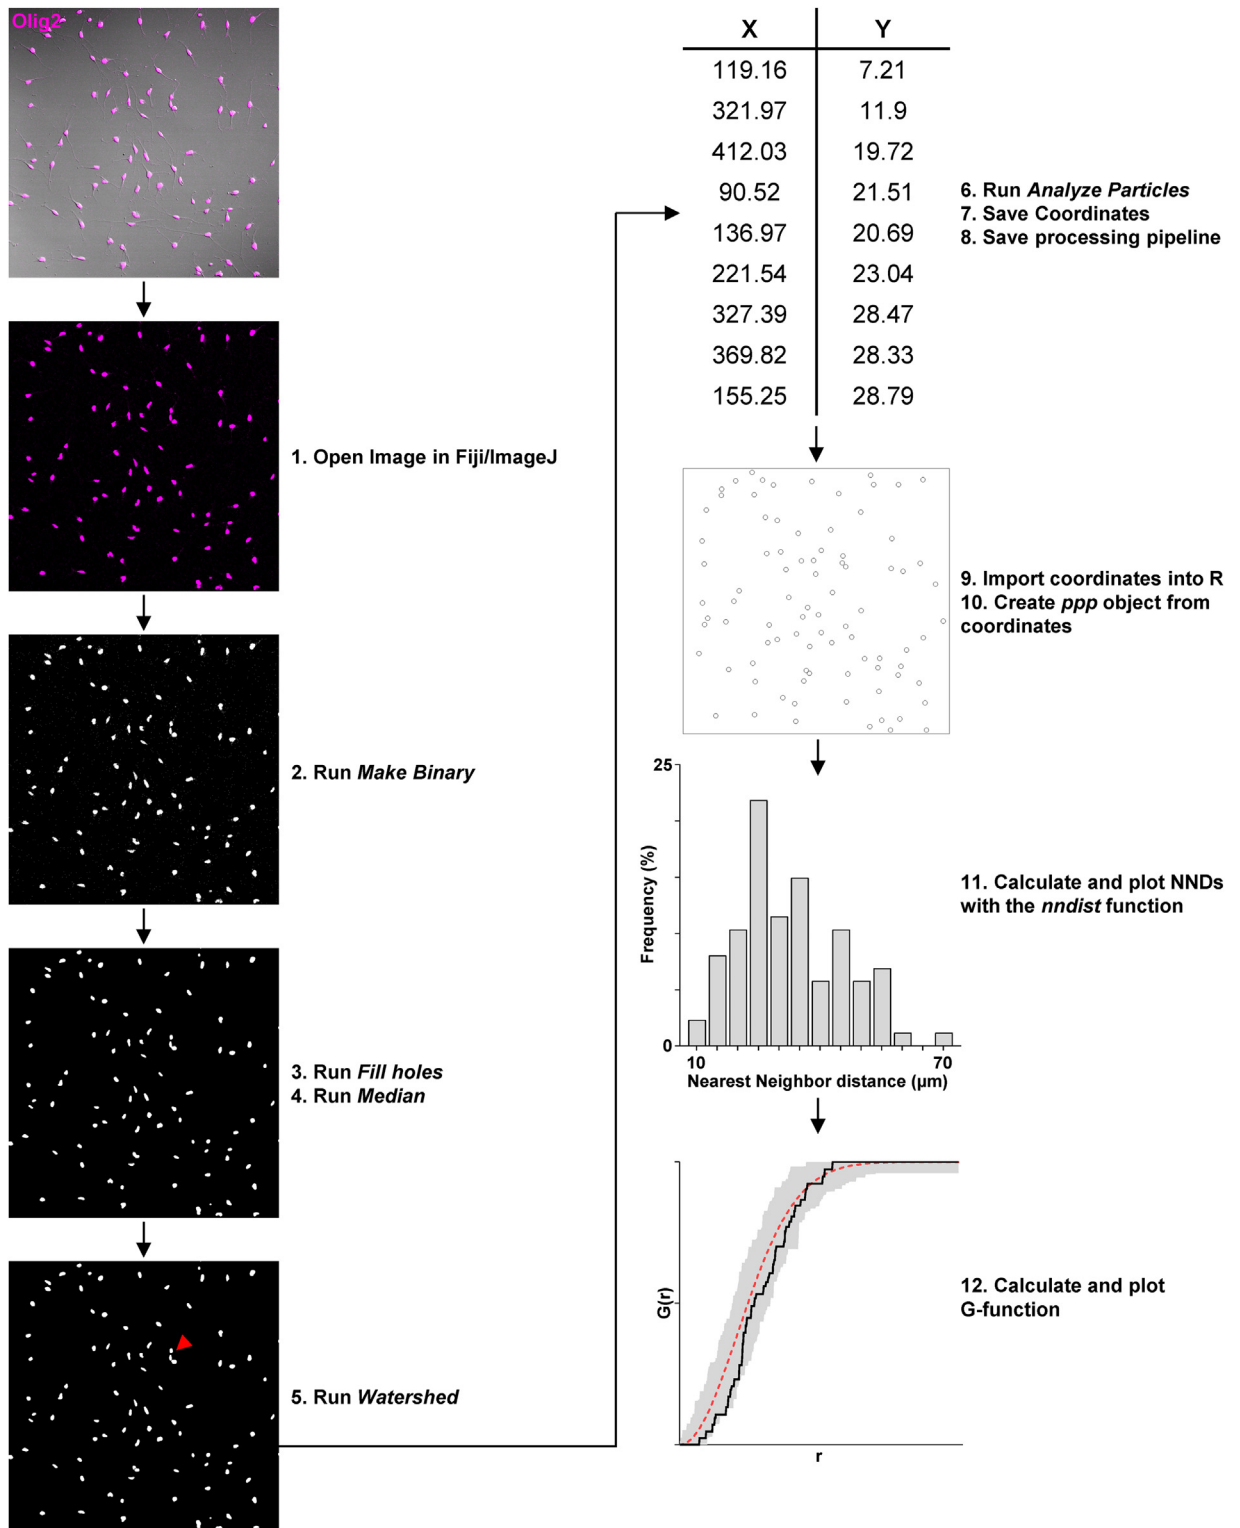 Olig2
1. Open Image in Fiji/ImageJ
2. Run Make Binary
3. Run Fill holes
4. Run Median
5. Run Watershed
X Y
119.16 7.21
321.97 11.9
412.03 19.72
90.52 21.51
136.97 20.69
221.54 23.04
327.39 28.47
369.82 28.33
155.25 28.79
6. Run Analyze Particles
7. Save Coordinates
8. Save processing pipeline
9. Import coordinates into R
10. Create ppp object from
coordinates
25
Frequency (%)
0
10 70
Nearest Neighbor distance (µm)
11. Calculate and plot NNDs
with the nndist function
G(r)
r
12. Calculate and plot
G-function